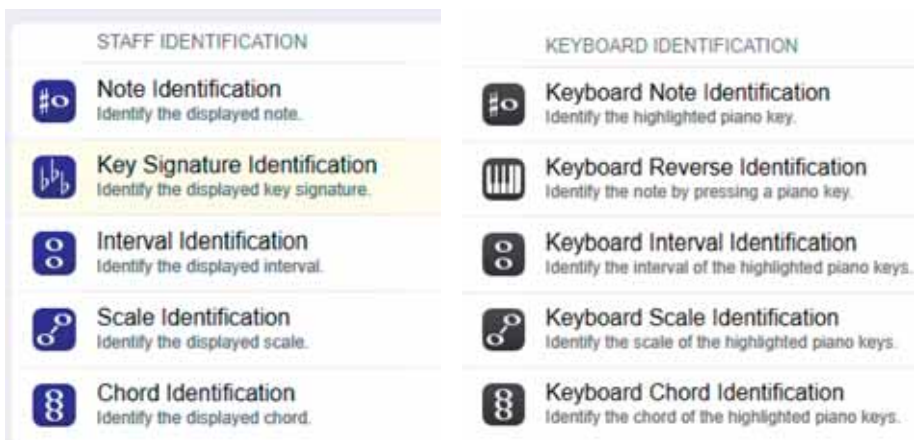 STAFF IDENTIFICATION
Note Identification
Identify the displayed note.
Key Signature Identification
Identify the displayed key signature.
Interval Identification
Identify the displayed interval.
Scale Identification
Identify the displayed scale.
Chord Identification
Identify the displayed chord.
KEYBOARD IDENTIFICATION
Keyboard Note Identification
Identify the highlighted piano key.
Keyboard Reverse Identification
Identify the note by pressing a piano key.
Keyboard Interval Identification
Identify the interval of the highlighted piano keys.
Keyboard Scale Identification
Identify the scale of the highlighted piano keys.
Keyboard Chord Identification
Identify the chord of the highlighted piano keys.